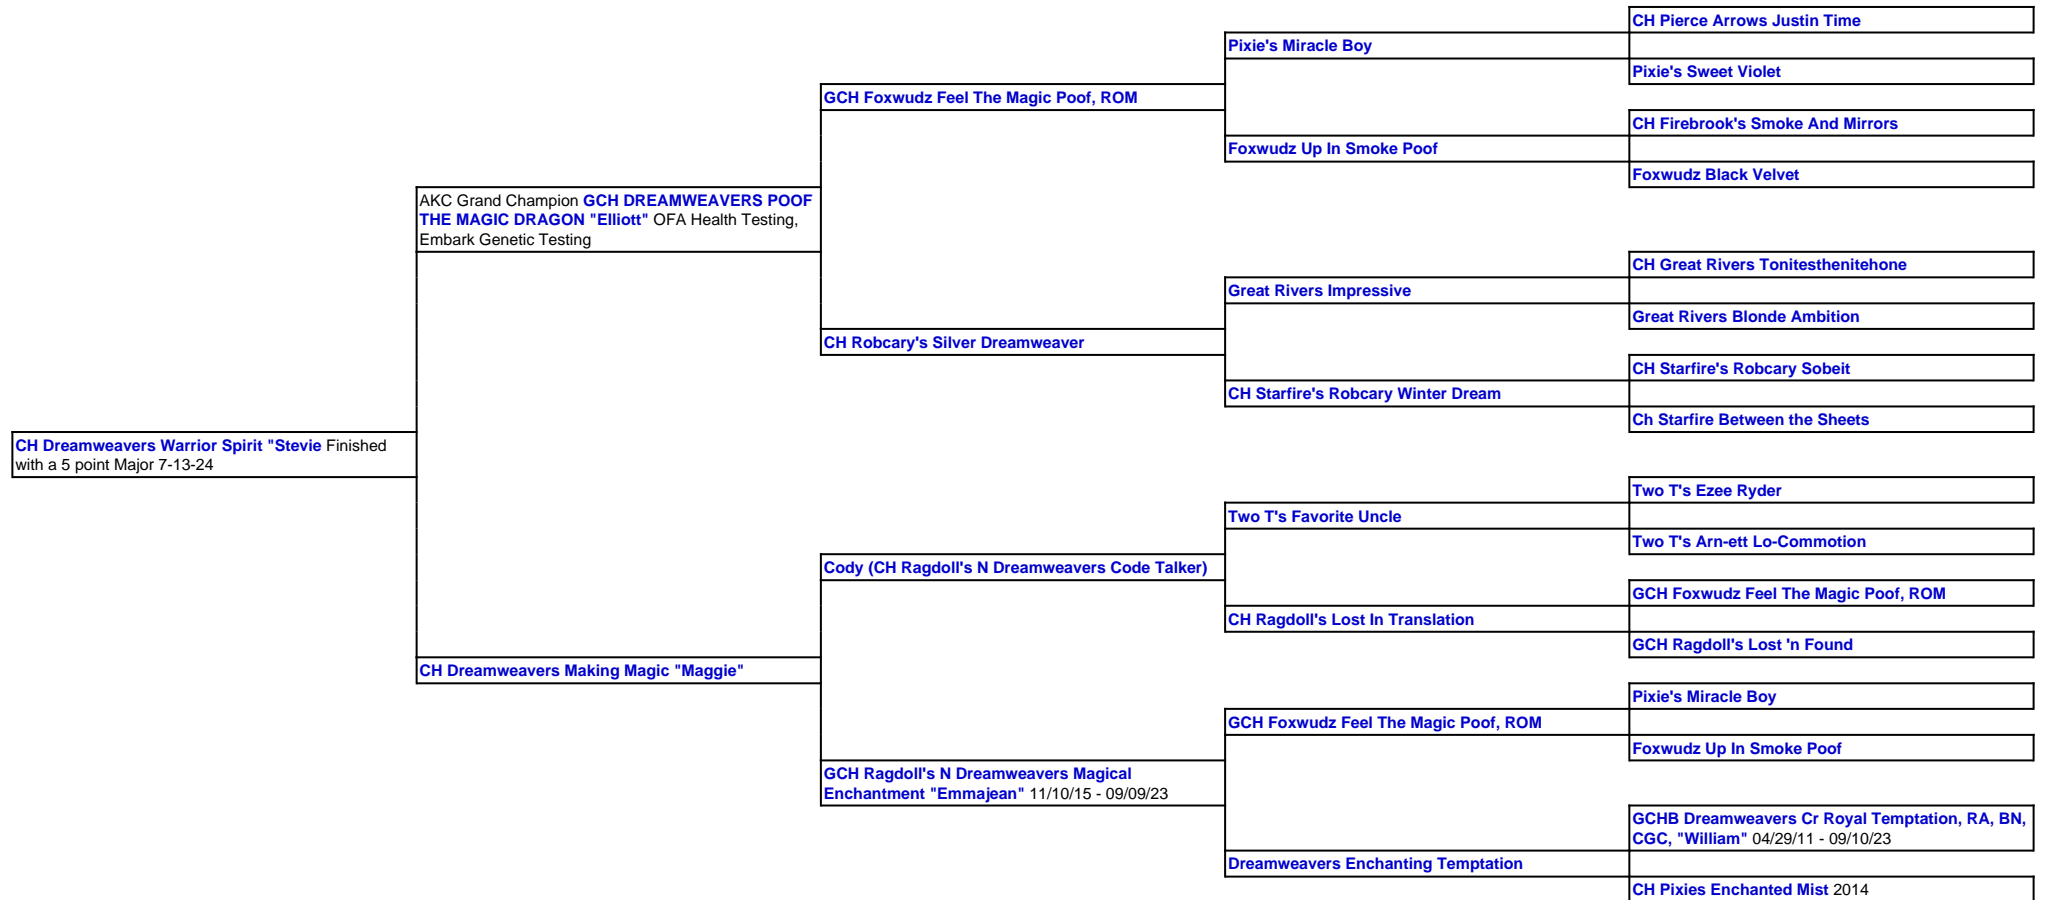 CH Pierce Arrows Justin Time
Pixie's Miracle Boy
Pixie's Sweet Violet
GCH Foxwudz Feel The Magic Poof, ROM
CH Firebrook's Smoke And Mirrors
Foxwudz Up In Smoke Poof
Foxwudz Black Velvet
AKC Grand Champion GCH DREAMWEAVERS POOF
THE MAGIC DRAGON "Elliott" OFA Health Testing,
Embark Genetic Testing
CH Great Rivers Tonitesthenitehone
Great Rivers Impressive
Great Rivers Blonde Ambition
CH Robcary's Silver Dreamweaver
CH Starfire's Robcary Sobeit
CH Starfire's Robcary Winter Dream
Ch Starfire Between the Sheets
CH Dreamweavers Warrior Spirit "Stevie Finished
with a 5 point Major 7-13-24
Two T's Ezee Ryder
Two T's Favorite Uncle
Two T's Arn-ett Lo-Commotion
Cody (CH Ragdoll's N Dreamweavers Code Talker)
GCH Foxwudz Feel The Magic Poof, ROM
CH Ragdoll's Lost In Translation
GCH Ragdoll's Lost 'n Found
CH Dreamweavers Making Magic "Maggie"
Pixie's Miracle Boy
GCH Foxwudz Feel The Magic Poof, ROM
Foxwudz Up In Smoke Poof
GCH Ragdoll's N Dreamweavers Magical
Enchantment "Emmajean" 11/10/15 - 09/09/23
GCHB Dreamweavers Cr Royal Temptation, RA, BN,
CGC, "William" 04/29/11 - 09/10/23
Dreamweavers Enchanting Temptation
CH Pixies Enchanted Mist 2014